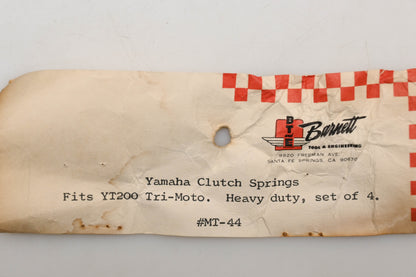 BTE
Barnett
TOOL & ENGINEERING
9920 FREEMAN AVE.
SANTA FE SPRINGS, CA 90670
Yamaha Clutch Springs
Fits YT200 Tri-Moto. Heavy duty, set of 4.
#MT-44